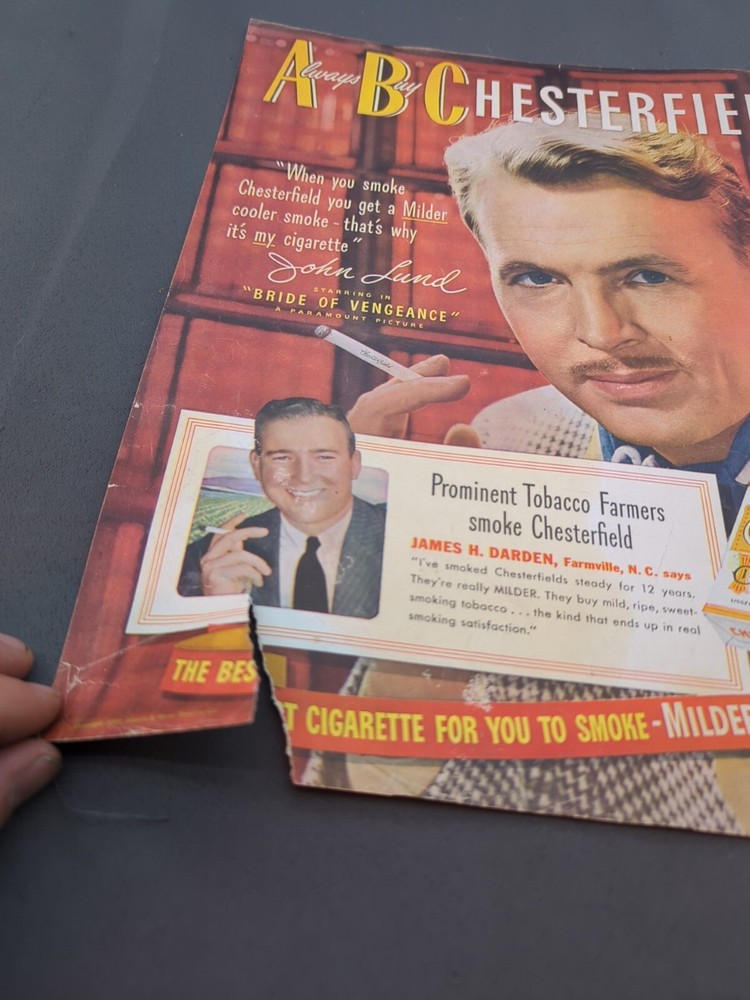 Always Buy CHESTERFIE
"When you smoke
Chesterfield you get a Milder
cooler smoke - that's why
it's my cigarette"
John Lund
STARRING IN
"BRIDE OF VENGEANCE"
A PARAMOUNT PICTURE
Chesterfield
Prominent Tobacco Farmers
smoke Chesterfield
JAMES H. DARDEN, Farmville, N. C. says
"I've smoked Chesterfields steady for 12 years.
They're really MILDER. They buy mild, ripe, sweet-
smoking tobacco . . . the kind that ends up in real
smoking satisfaction."
THE BEST CIGARETTE FOR YOU TO SMOKE - MILDER